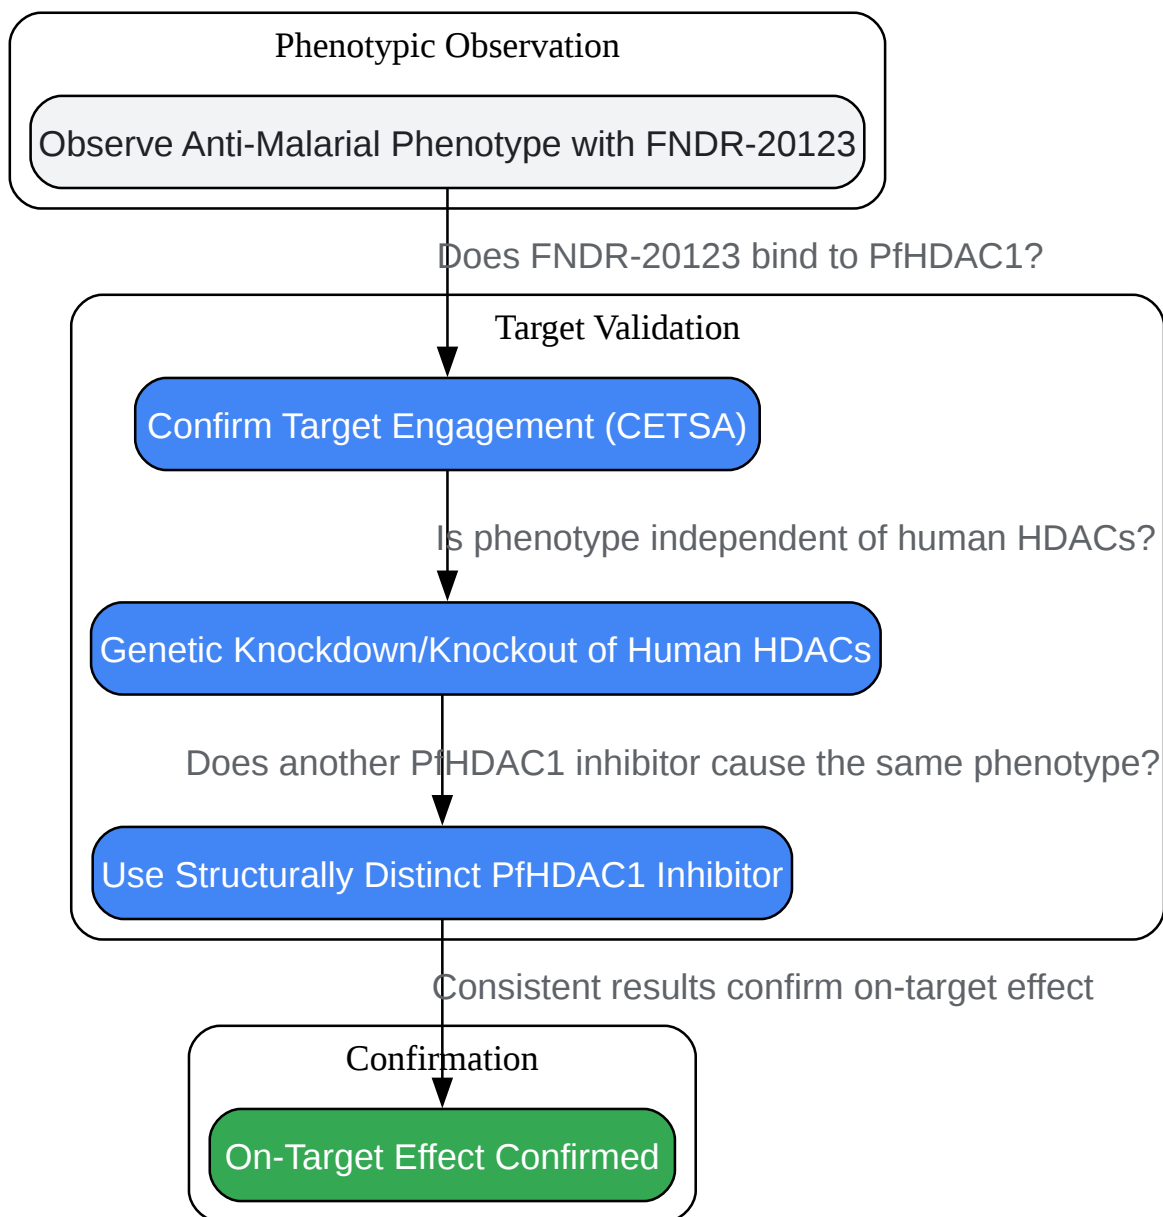 Phenotypic Observation
Observe Anti-Malarial Phenotype with FNDR-20123
Does FNDR-20123 bind to PfHDAC1?
Target Validation
Confirm Target Engagement (CETSA)
Is phenotype independent of human HDACs?
Genetic Knockdown/Knockout of Human HDACs
Does another PfHDAC1 inhibitor cause the same phenotype?
Use Structurally Distinct PfHDAC1 Inhibitor
Consistent results confirm on-target effect
Confirmation
On-Target Effect Confirmed